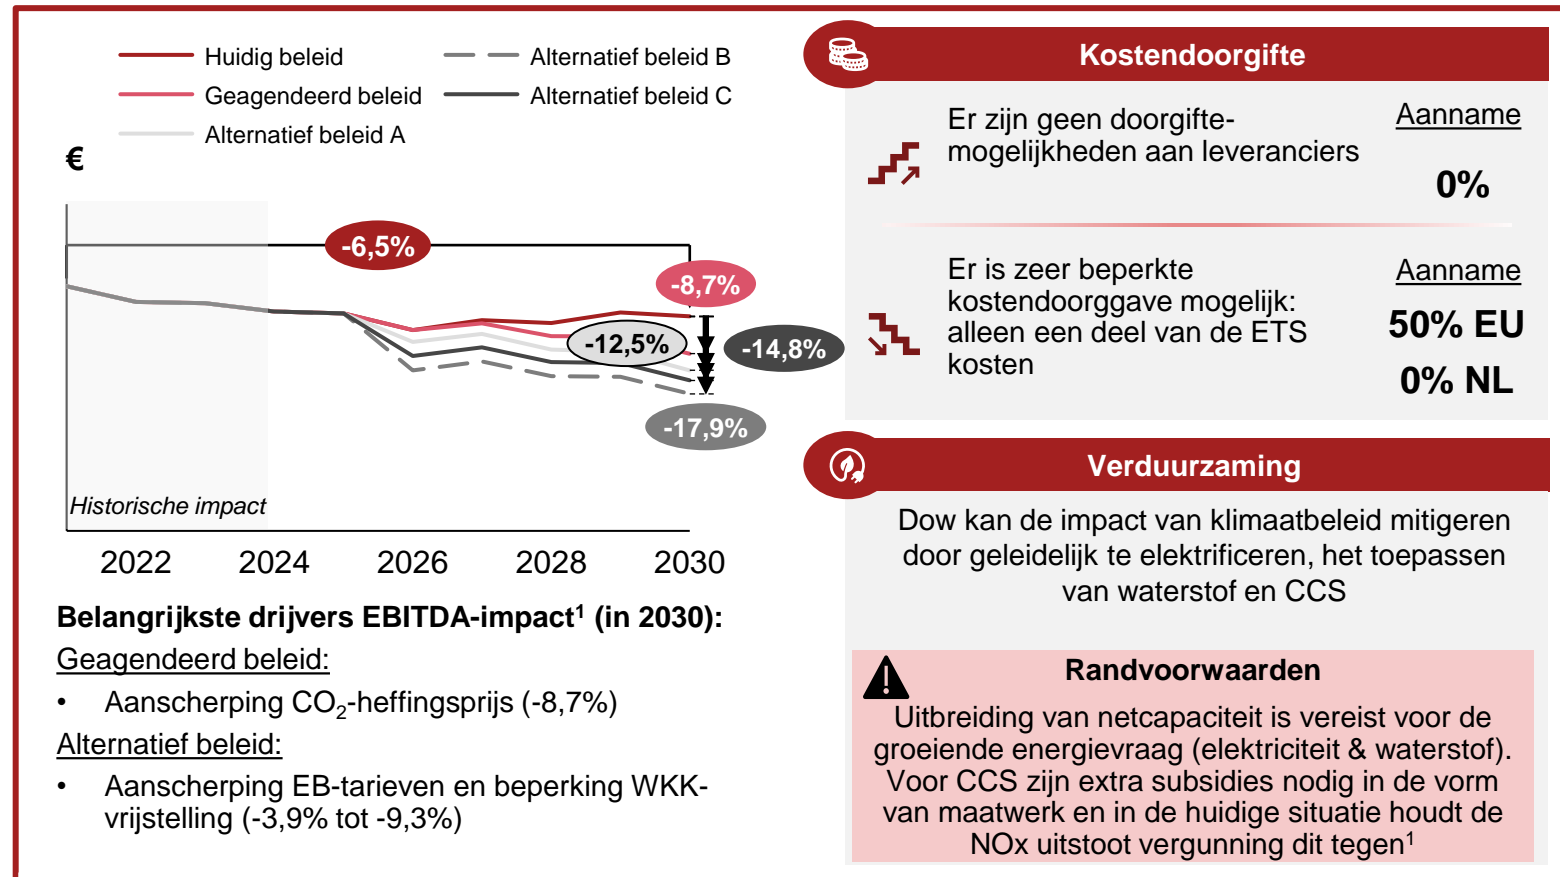 Huidig beleid
Geagendeerd beleid
Alternatief beleid A
Alternatief beleid B
Alternatief beleid C
€
-6,5%
-8,7%
-12,5%
-14,8%
-17,9%
Historische impact
2022 2024 2026 2028 2030
Belangrijkste drijvers EBITDA-impact¹ (in 2030):
Geagendeerd beleid:
• Aanscherping CO₂-heffingsprijs (-8,7%)
Alternatief beleid:
• Aanscherping EB-tarieven en beperking WKK-
vrijstelling (-3,9% tot -9,3%)
Kostendoorgifte
Er zijn geen doorgifte-
mogelijkheden aan leveranciers
Aanname
0%
Er is zeer beperkte
kostendoorggave mogelijk:
alleen een deel van de ETS
kosten
Aanname
50% EU
0% NL
Verduurzaming
Dow kan de impact van klimaatbeleid mitigeren
door geleidelijk te elektrificeren, het toepassen
van waterstof en CCS
Randvoorwaarden
Uitbreiding van netcapaciteit is vereist voor de
groeiende energievraag (elektriciteit & waterstof).
Voor CCS zijn extra subsidies nodig in de vorm
van maatwerk en in de huidige situatie houdt de
NOx uitstoot vergunning dit tegen¹